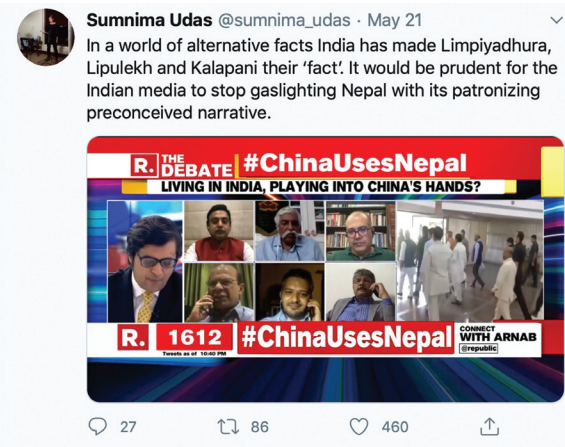 Sumnima Udas @sumnima_udas · May 21
In a world of alternative facts India has made Limpiyadhura,
Lipulekh and Kalapani their ‘fact’. It would be prudent for the
Indian media to stop gaslighting Nepal with its patronizing
preconceived narrative.
R. THE DEBATE #ChinaUsesNepal
LIVING IN INDIA, PLAYING INTO CHINA'S HANDS?
R. 1612 #ChinaUsesNepal CONNECT WITH ARNAB
Tweets as of 10:40 PM @republic
27 86 460